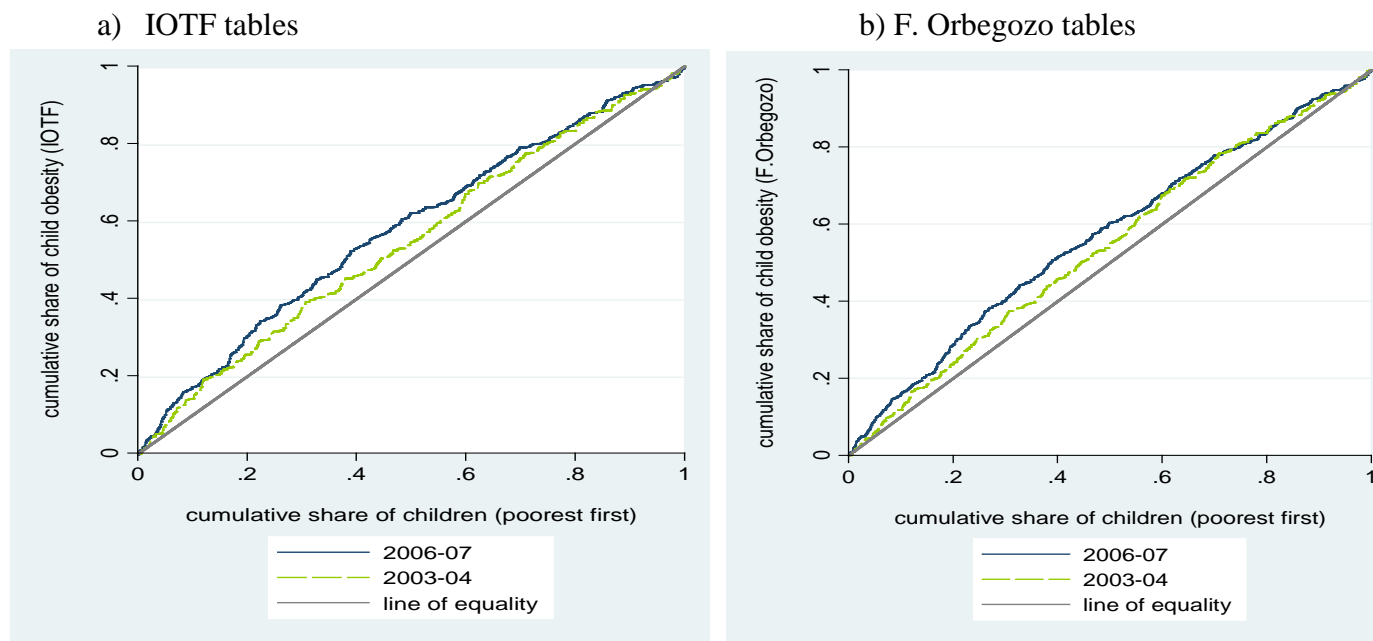 a) IOTF tables
cumulative share of child obesity (IOTF)
1
.8
.6
.4
.2
0
0 .2 .4 .6 .8 1
cumulative share of children (poorest first)
2006-07
2003-04
line of equality
b) F. Orbegozo tables
cumulative share of child obesity (F.Orbegozo)
1
.8
.6
.4
.2
0
0 .2 .4 .6 .8 1
cumulative share of children (poorest first)
2006-07
2003-04
line of equality